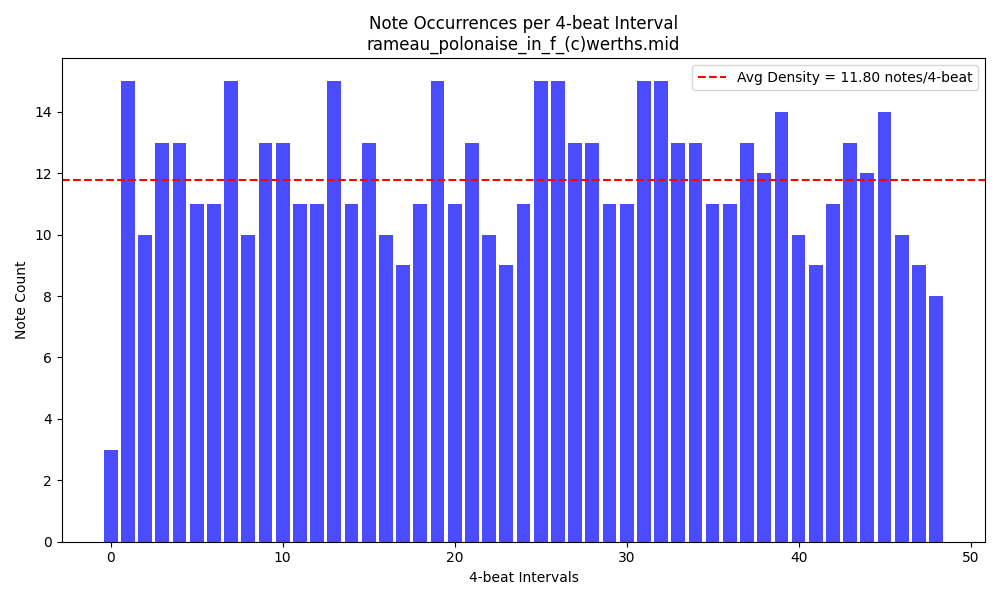 Note Occurrences per 4-beat Interval
rameau_polonaise_in_f_(c)werths.mid
Avg Density = 11.80 notes/4-beat
Note Count
14
12
10
8
6
4
2
0
0 10 20 30 40 50
4-beat Intervals